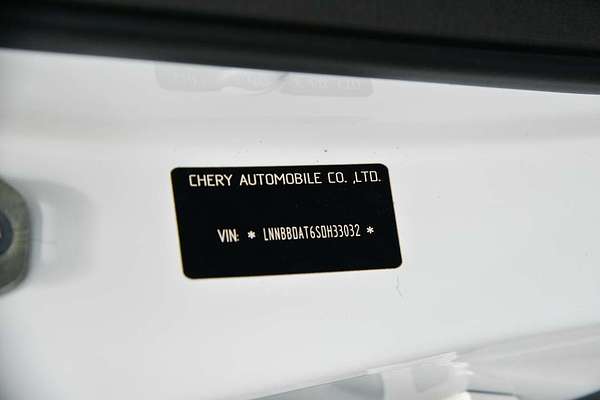 CHERY AUTOMOBILE CO. ,LTD.
VIN: * LNNBBDAT6SDH33032 *